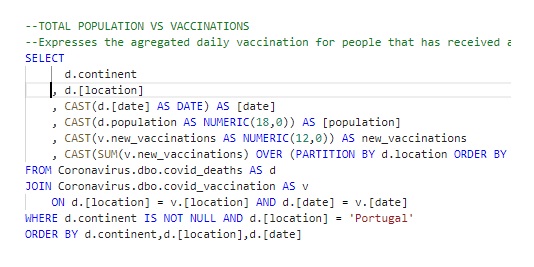 --TOTAL POPULATION VS VACCINATIONS
--Expresses the agregated daily vaccination for people that has received a
SELECT
d.continent
, d.[location]
, CAST(d.[date] AS DATE) AS [date]
, CAST(d.population AS NUMERIC(18,0)) AS [population]
, CAST(v.new_vaccinations AS NUMERIC(12,0)) AS new_vaccinations
, CAST(SUM(v.new_vaccinations) OVER (PARTITION BY d.location ORDER BY
FROM Coronavirus.dbo.covid_deaths AS d
JOIN Coronavirus.dbo.covid_vaccination AS v
ON d.[location] = v.[location] AND d.[date] = v.[date]
WHERE d.continent IS NOT NULL AND d.[location] = 'Portugal'
ORDER BY d.continent,d.[location],d.[date]